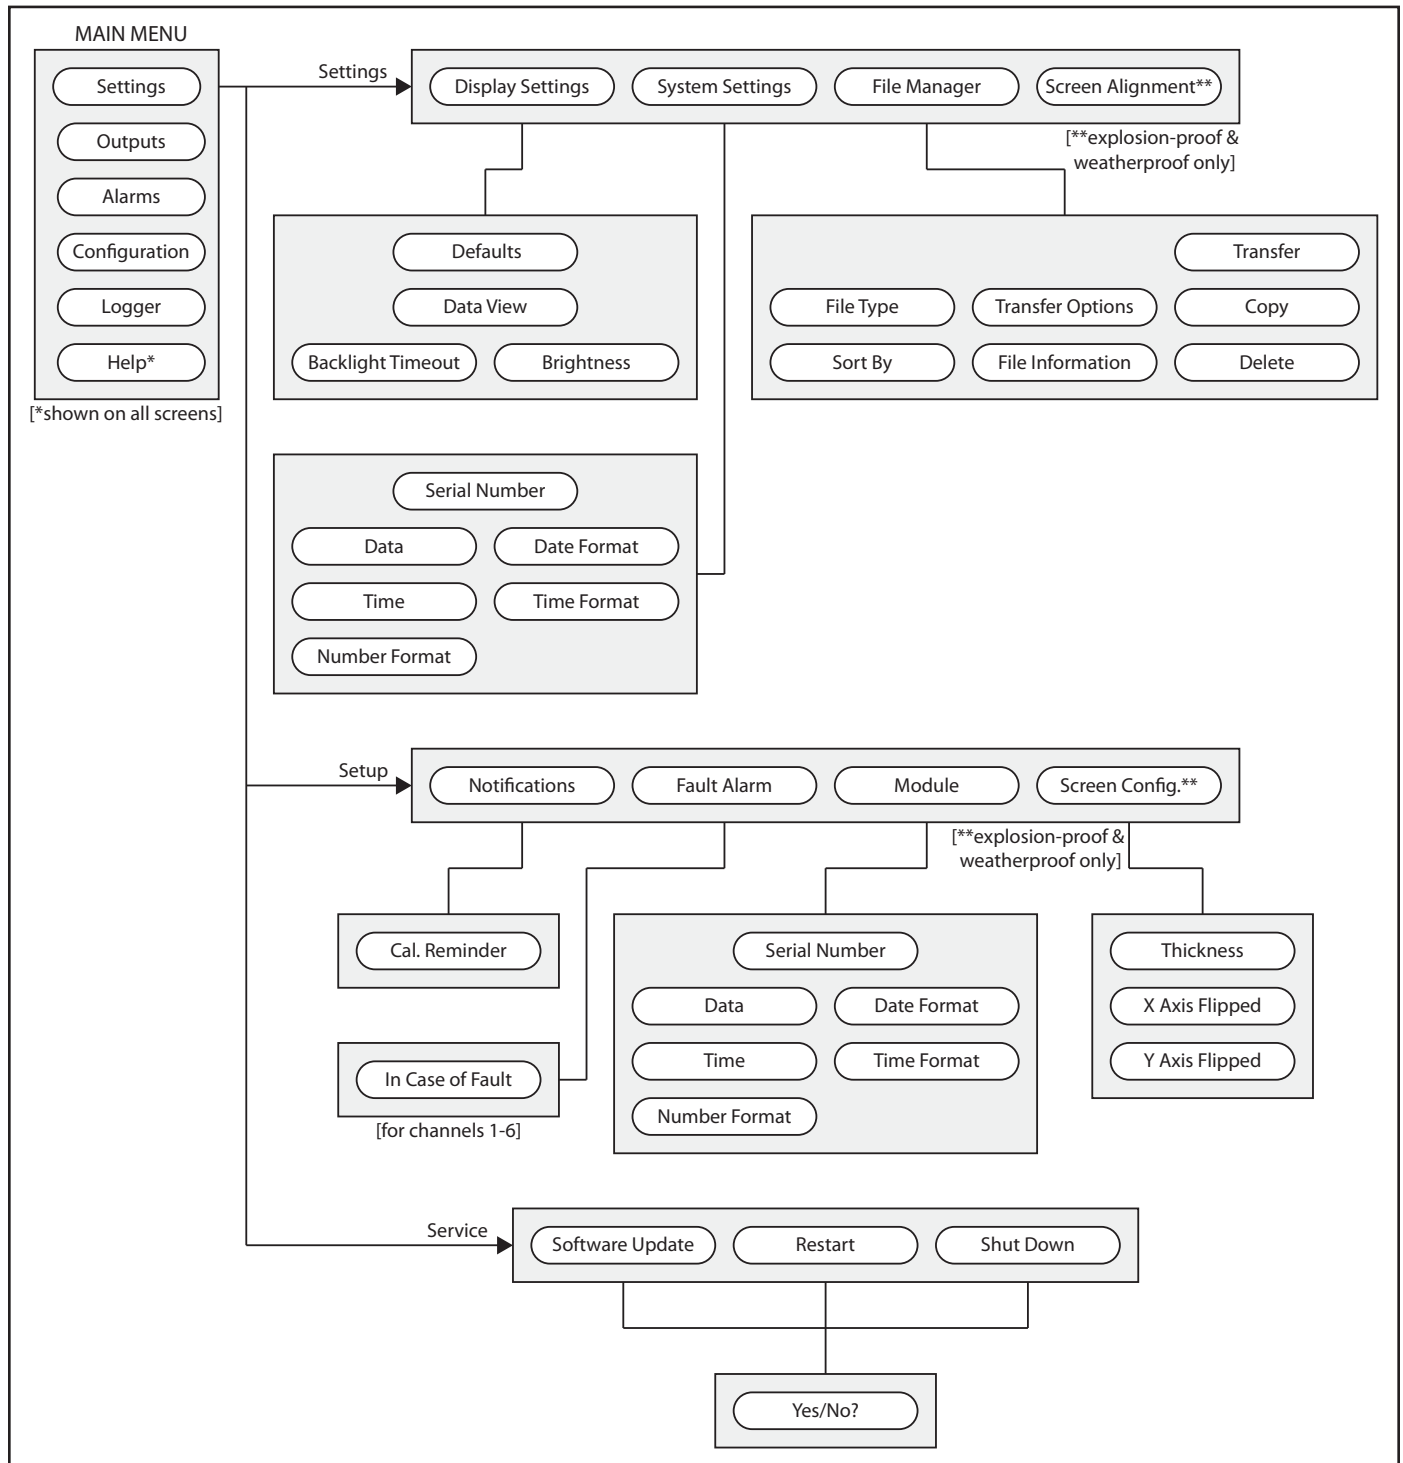 MAIN MENU
Settings
Outputs
Alarms
Configuration
Logger
Help*
[*shown on all screens]
Settings
Display Settings
System Settings
File Manager
Screen Alignment**
[**explosion-proof &
weatherproof only]
Defaults
Data View
Backlight Timeout
Brightness
Transfer
File Type
Transfer Options
Copy
Sort By
File Information
Delete
Serial Number
Data
Date Format
Time
Time Format
Number Format
Setup
Notifications
Fault Alarm
Module
Screen Config.**
[**explosion-proof &
weatherproof only]
Cal. Reminder
In Case of Fault
[for channels 1-6]
Serial Number
Data
Date Format
Time
Time Format
Number Format
Thickness
X Axis Flipped
Y Axis Flipped
Service
Software Update
Restart
Shut Down
Yes/No?